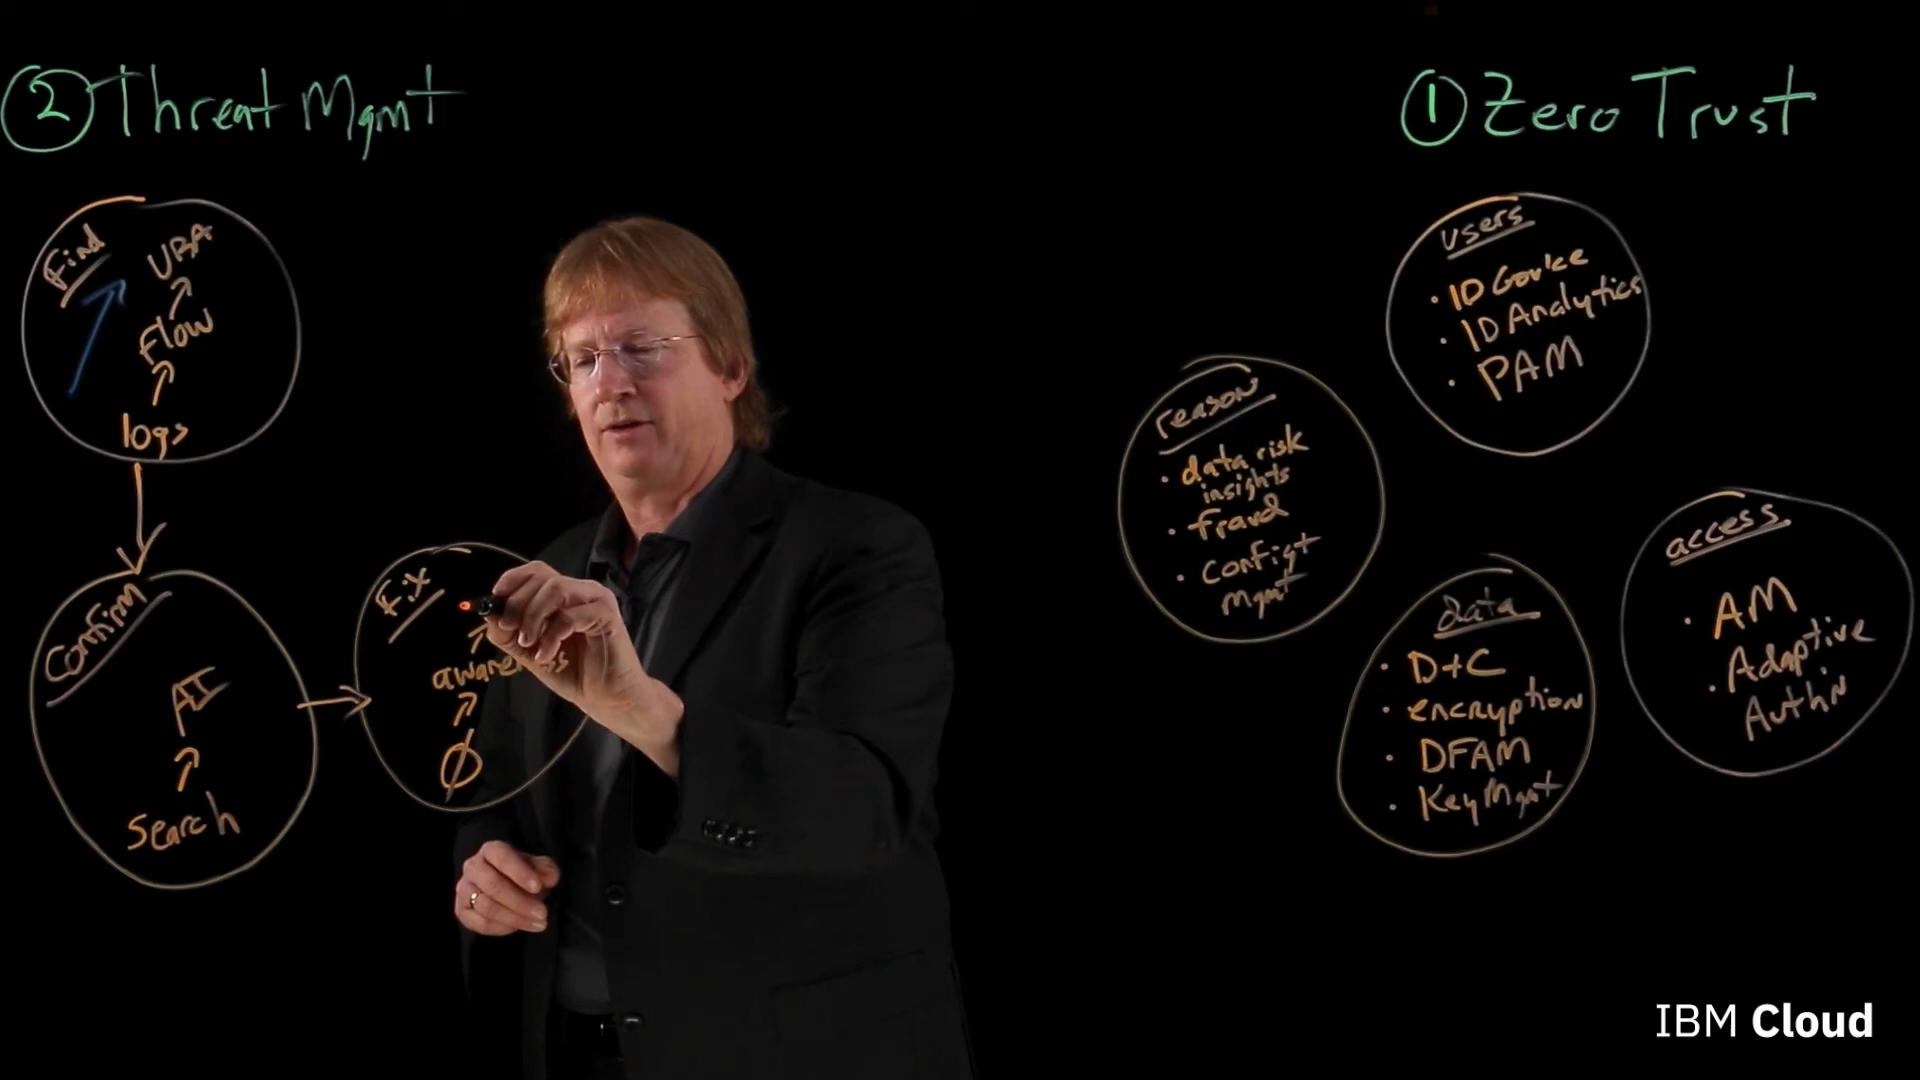 ② Threat Mgmt
Find
UBA
Flow
logs
Confirm
AI
Search
Fix
awareness
Ø
① Zero Trust
users
• ID Gov'ce
• ID Analytics
• PAM
reason
• data risk
insights
• fraud
• config+
Mgmt
access
• AM
• Adaptive
Auth'n
data
• D+C
• encryption
• DFAM
• Key Mgmt
IBM Cloud